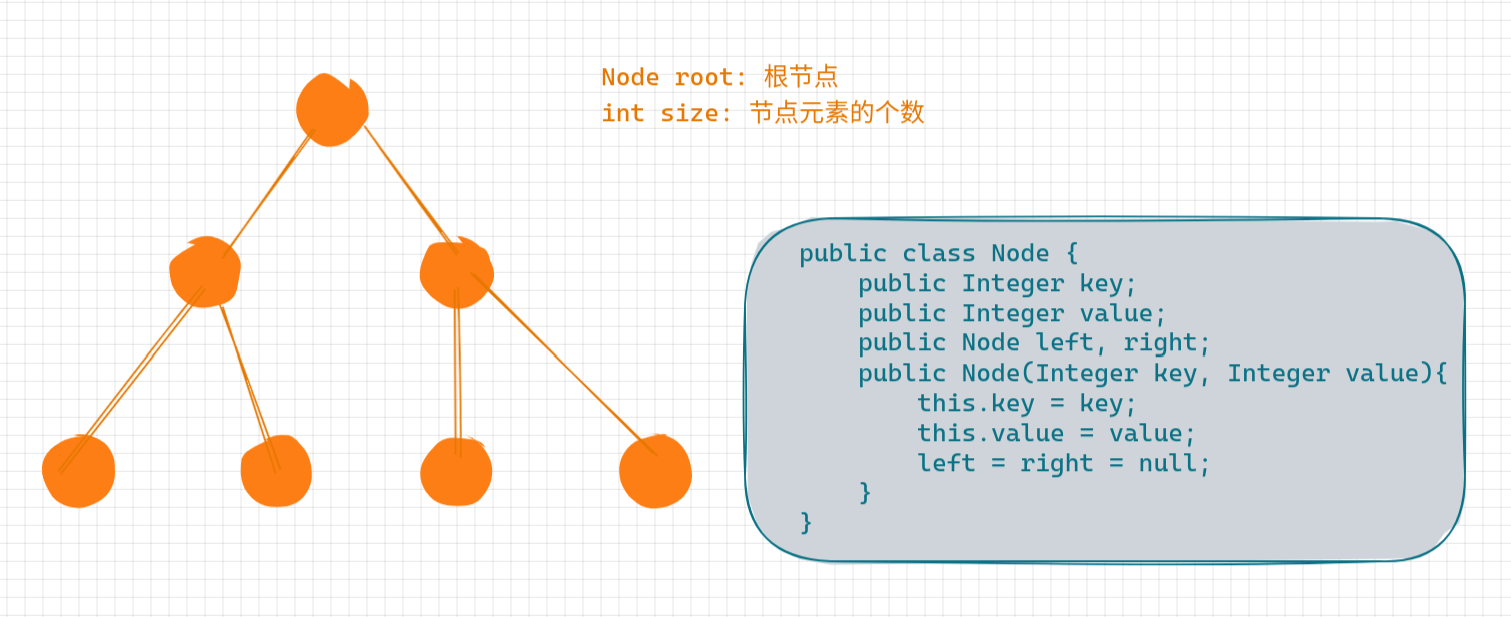 Node root: 根节点
int size: 节点元素的个数
public class Node {
    public Integer key;
    public Integer value;
    public Node left, right;
    public Node(Integer key, Integer value){
        this.key = key;
        this.value = value;
        left = right = null;
    }
}